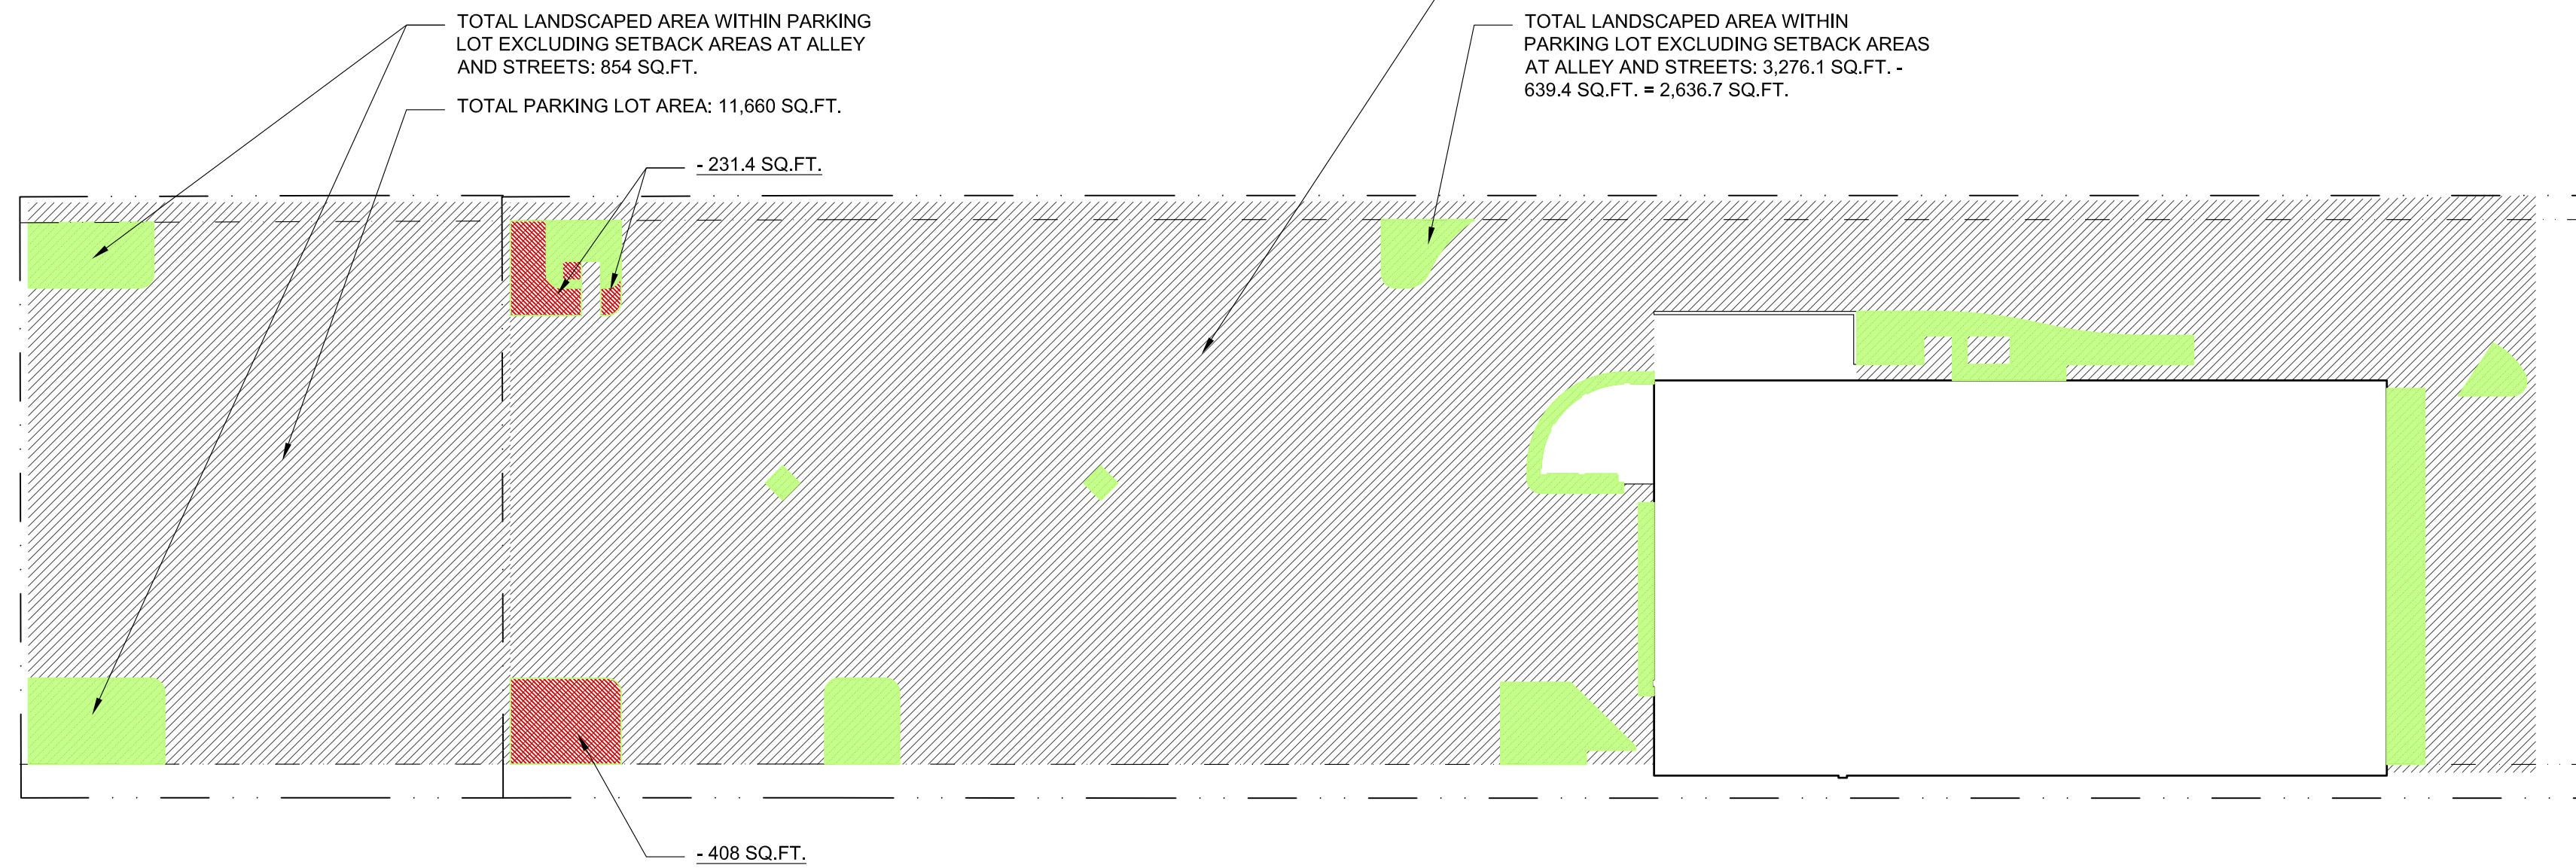 TOTAL LANDSCAPED AREA WITHIN PARKING
LOT EXCLUDING SETBACK AREAS AT ALLEY
AND STREETS: 854 SQ.FT.
TOTAL PARKING LOT AREA: 11,660 SQ.FT.
- 231.4 SQ.FT.
TOTAL LANDSCAPED AREA WITHIN
PARKING LOT EXCLUDING SETBACK AREAS
AT ALLEY AND STREETS: 3,276.1 SQ.FT. -
639.4 SQ.FT. = 2,636.7 SQ.FT.
- 408 SQ.FT.